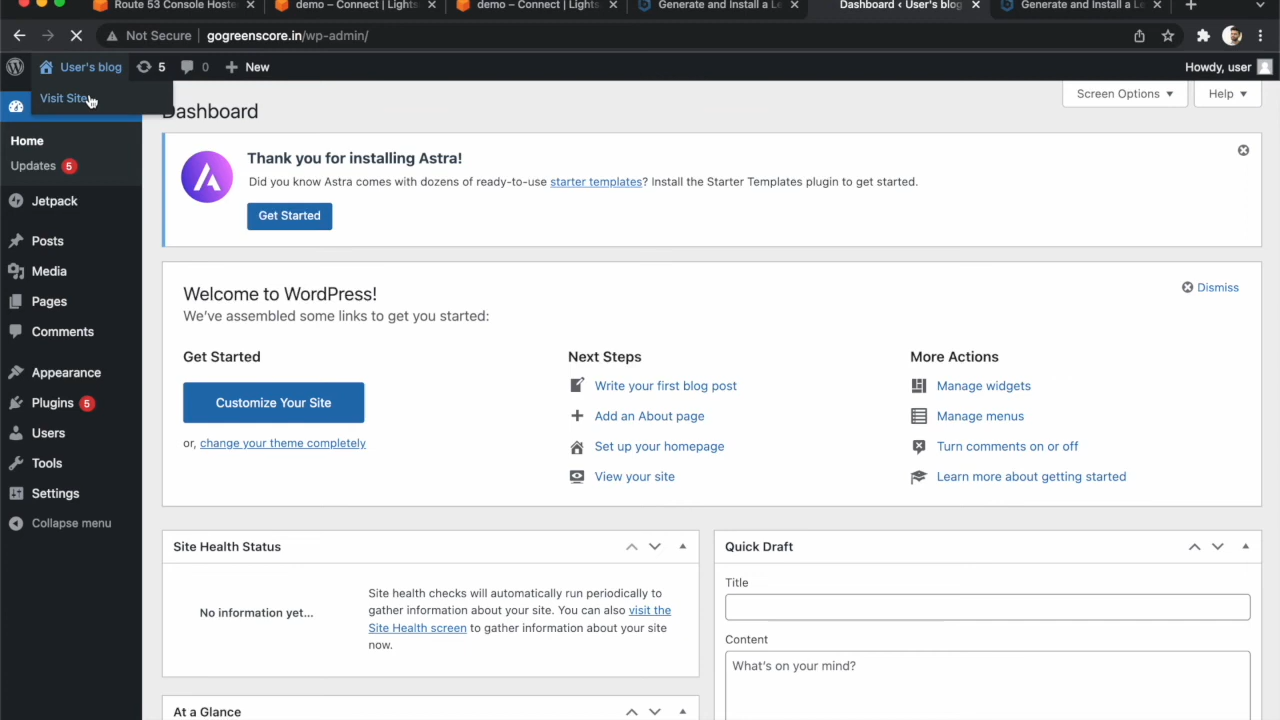 Route 53 Console Hoste
demo – Connect | Lights
demo – Connect | Lights
Generate and Install a Le
Dashboard ‹ User's blog
Generate and Install a Le
Not Secure | gogreenscore.in/wp-admin/
User's blog
5
0
New
Howdy, user
Visit Site
Dashboard
Screen Options
Help
Home
Updates 5
Jetpack
Posts
Media
Pages
Comments
Appearance
Plugins 5
Users
Tools
Settings
Collapse menu
Thank you for installing Astra!
Did you know Astra comes with dozens of ready-to-use starter templates? Install the Starter Templates plugin to get started.
Get Started
Welcome to WordPress!
We've assembled some links to get you started:
Dismiss
Get Started
Customize Your Site
or, change your theme completely
Next Steps
Write your first blog post
Add an About page
Set up your homepage
View your site
More Actions
Manage widgets
Manage menus
Turn comments on or off
Learn more about getting started
Site Health Status
No information yet...
Site health checks will automatically run periodically to
gather information about your site. You can also visit the
Site Health screen to gather information about your site
now.
At a Glance
Quick Draft
Title
Content
What's on your mind?